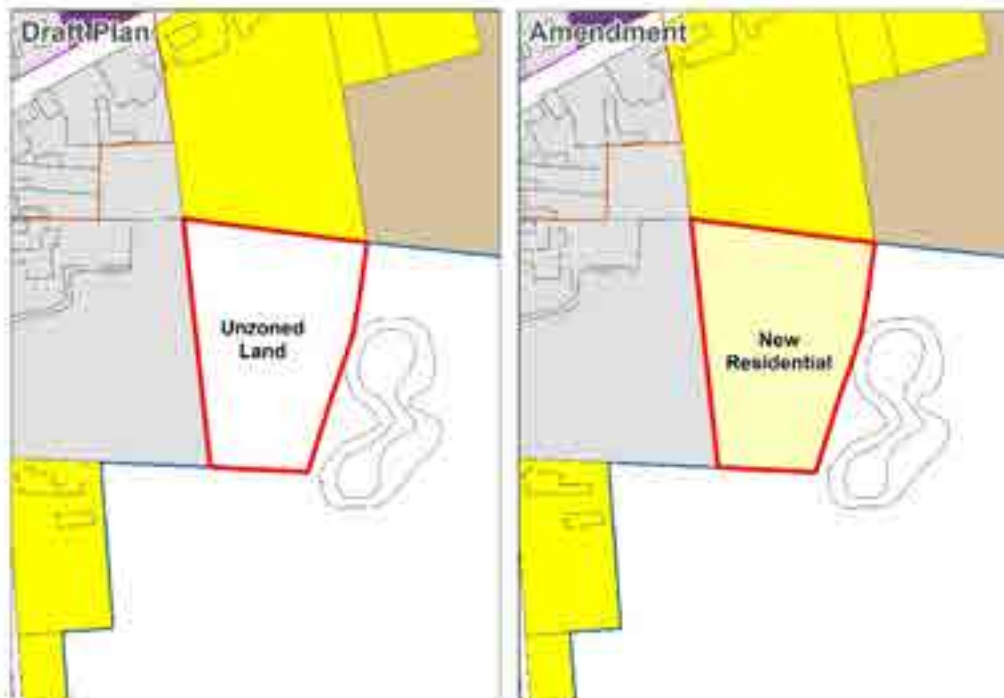 Draft Plan
Unzoned
Land
Amendment
New
Residential